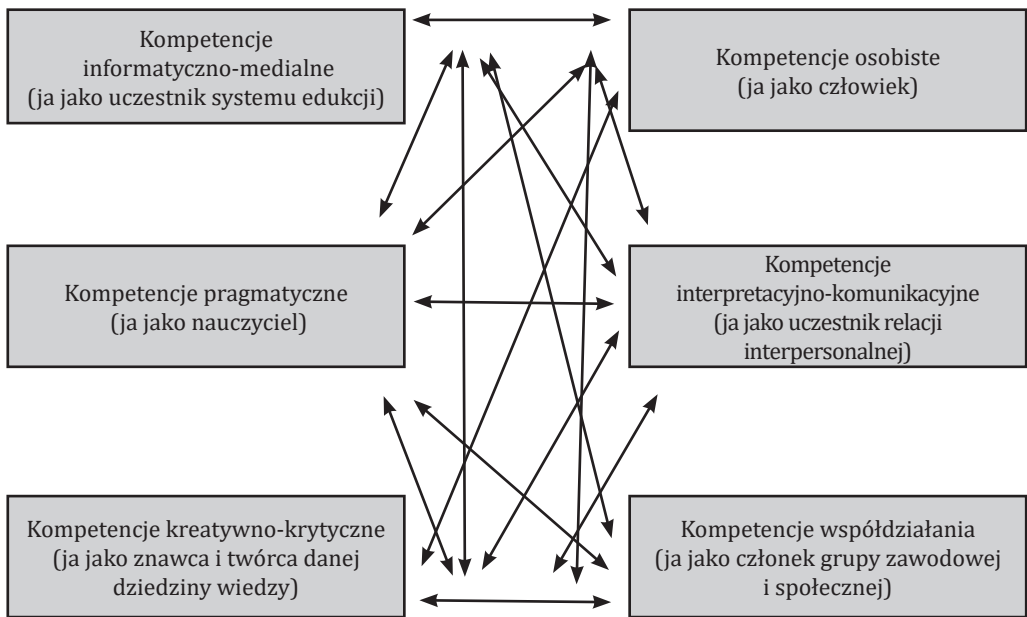 Kompetencje
informatyczno-medialne
(ja jako uczestnik systemu edukcji)
Kompetencje osobiste
(ja jako człowiek)
Kompetencje pragmatyczne
(ja jako nauczyciel)
Kompetencje
interpretacyjno-komunikacyjne
(ja jako uczestnik relacji
interpersonalnej)
Kompetencje kreatywno-krytyczne
(ja jako znawca i twórca danej
dziedziny wiedzy)
Kompetencje współdziałania
(ja jako członek grupy zawodowej
i społecznej)